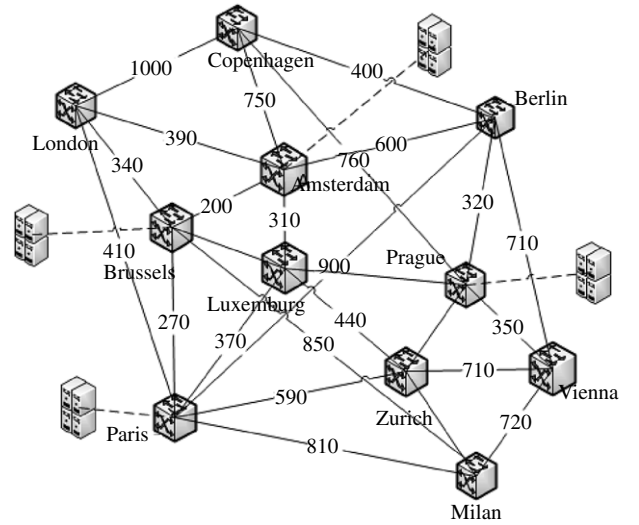 Copenhagen
1000
400
750
Berlin
London
390
600
760
340
Amsterdam
200
310
320
410
710
Brussels
900
Prague
Luxemburg
270
440
350
370
850
710
590
Vienna
Zurich
720
Paris
810
Milan